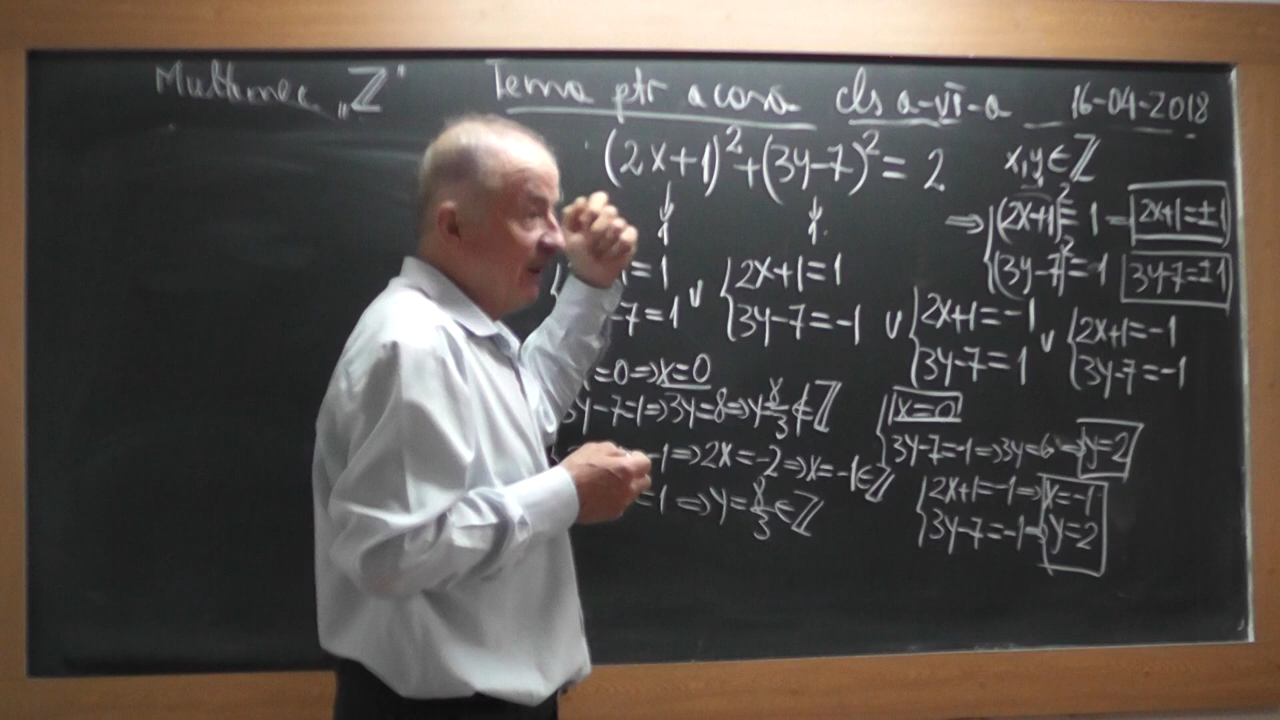 Multimea „Z" Tema ptr acasă cls a-VI-a 16-04-2018
(2x+1)²+(3y-7)²=2 x,y∈ℤ
↓1 ↓1
⇒ {(2x+1)²=1 ⇒ 2x+1=±1
(3y-7)²=1 3y-7=±1
=1 ∨ {2x+1=1 ∨ {2x+1=-1 ∨ {2x+1=-1
-7=1 3y-7=-1 3y-7=1 3y-7=-1
=0⇒x=0
3y-7=1⇒3y=8⇒y=8/3∉ℤ
{x=0
3y-7=-1⇒3y=6⇒y=2
-1⇒2x=-2⇒x=-1∈ℤ
=1⇒y=8/3∈ℤ
{2x+1=-1⇒x=-1
3y-7=-1⇒y=2